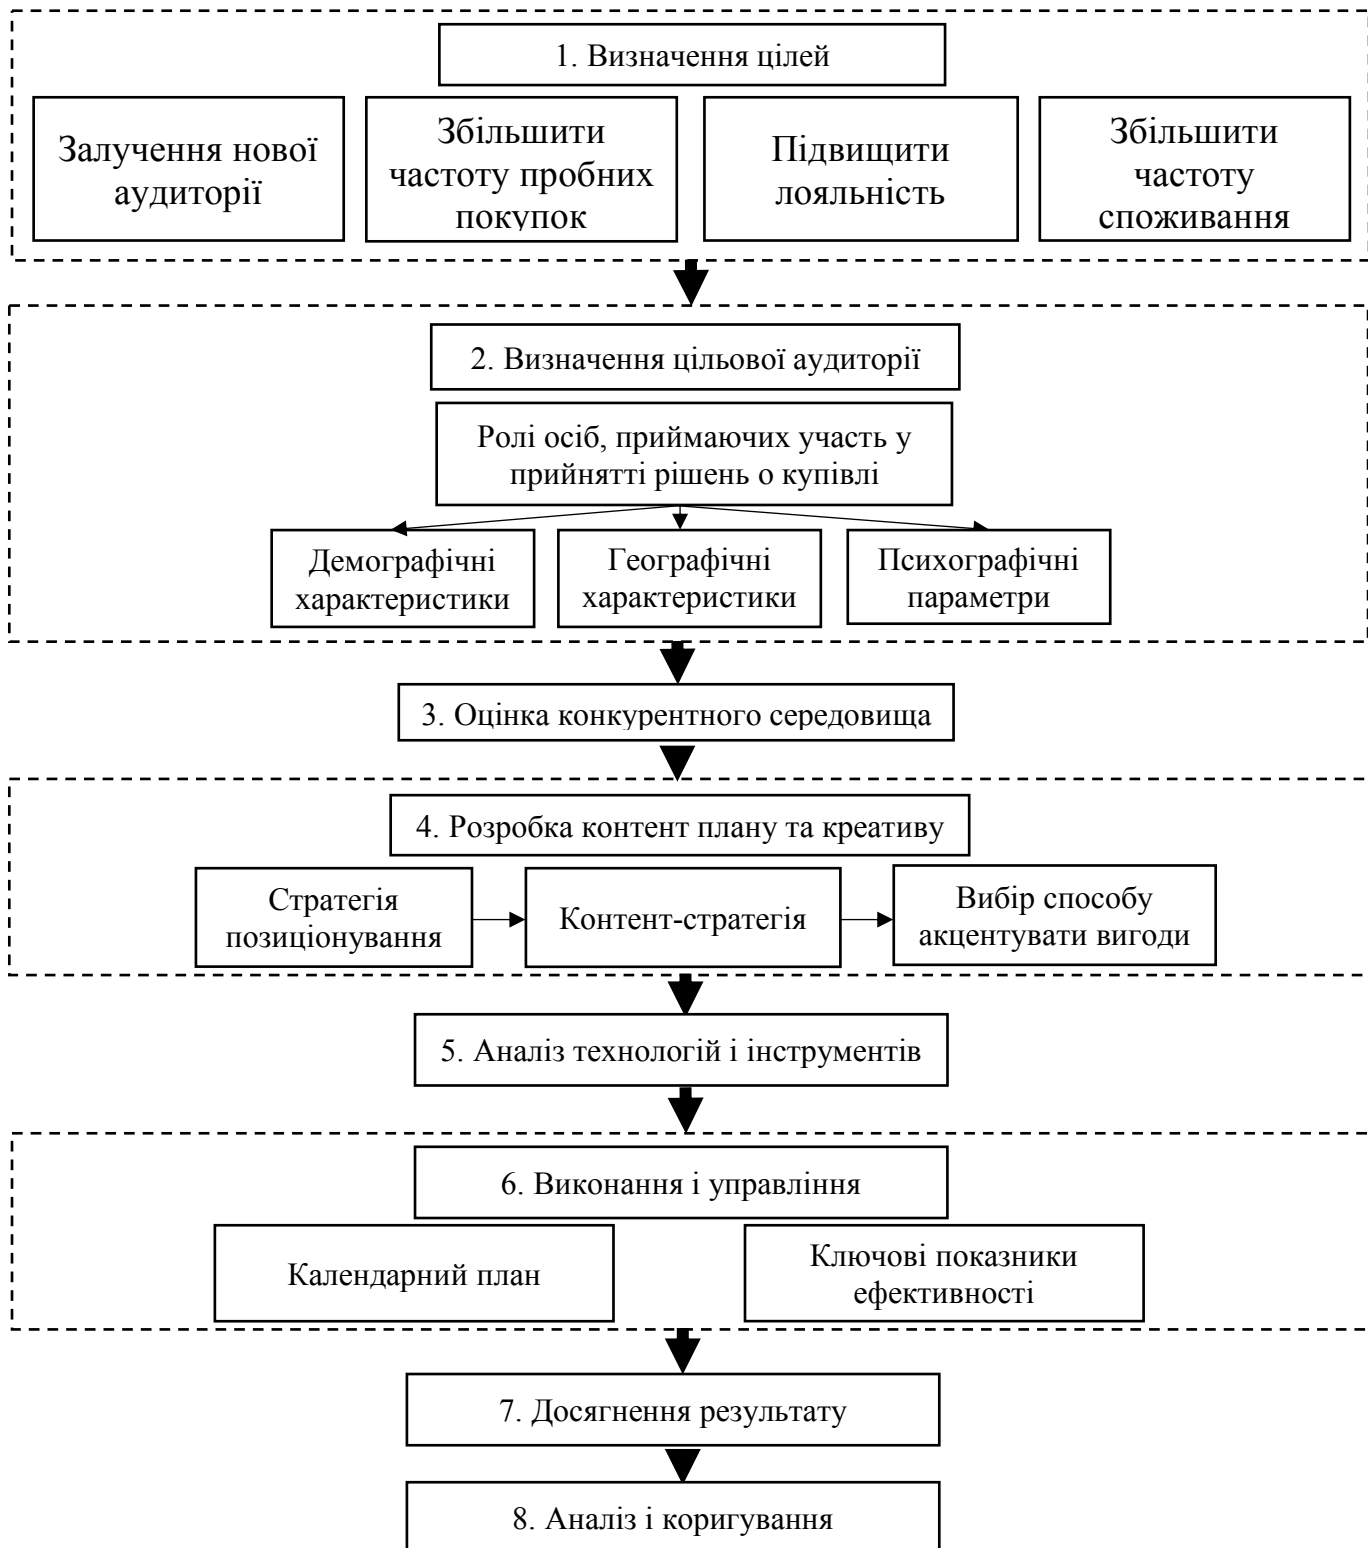 1. Визначення цілей
Залучення нової
аудиторії
Збільшити
частоту пробних
покупок
Підвищити
лояльність
Збільшити
частоту
споживання
2. Визначення цільової аудиторії
Ролі осіб, приймаючих участь у
прийнятті рішень о купівлі
Демографічні
характеристики
Географічні
характеристики
Психографічні
параметри
3. Оцінка конкурентного середовища
4. Розробка контент плану та креативу
Стратегія
позиціонування
Контент-стратегія
Вибір способу
акцентувати вигоди
5. Аналіз технологій і інструментів
6. Виконання і управління
Календарний план
Ключові показники
ефективності
7. Досягнення результату
8. Аналіз і коригування